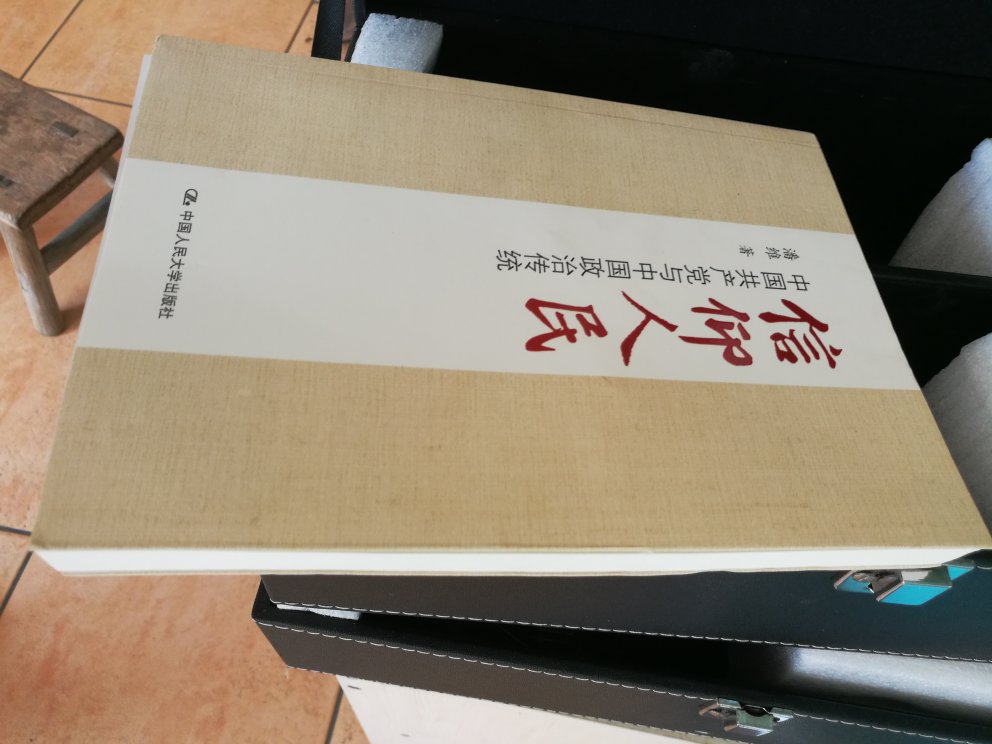 信仰人民
中国共产党与中国政治传统
潘维 著
中国人民大学出版社